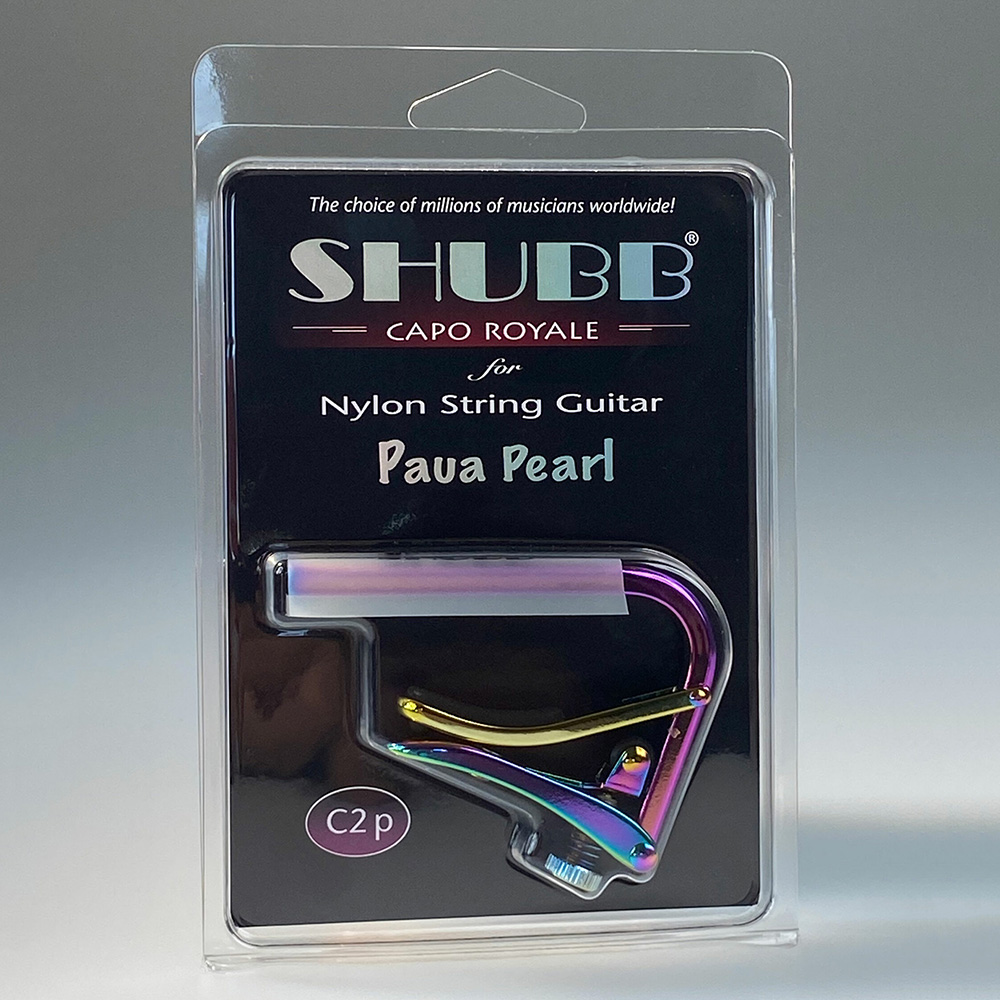 The choice of millions of musicians worldwide!
SHUBB®
CAPO ROYALE
for
Nylon String Guitar
Paua Pearl
C2p